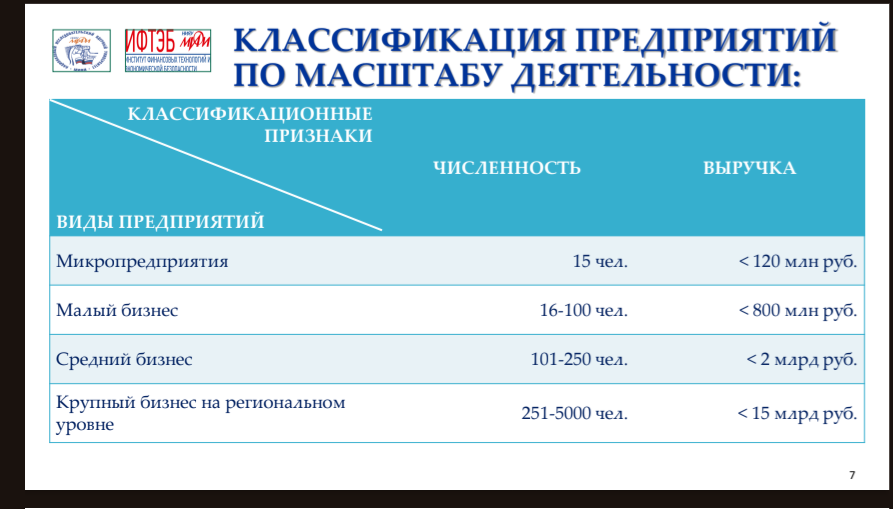 ИФТЭБ МИФИ
ИНСТИТУТ ФИНАНСОВЫХ ТЕХНОЛОГИЙ И
ЭКОНОМИЧЕСКОЙ БЕЗОПАСНОСТИ
КЛАССИФИКАЦИЯ ПРЕДПРИЯТИЙ
ПО МАСШТАБУ ДЕЯТЕЛЬНОСТИ:
КЛАССИФИКАЦИОННЫЕ
ПРИЗНАКИ
ВИДЫ ПРЕДПРИЯТИЙ
ЧИСЛЕННОСТЬ
ВЫРУЧКА
Микропредприятия
15 чел.
< 120 млн руб.
Малый бизнес
16-100 чел.
< 800 млн руб.
Средний бизнес
101-250 чел.
< 2 млрд руб.
Крупный бизнес на региональном
уровне
251-5000 чел.
< 15 млрд руб.
7